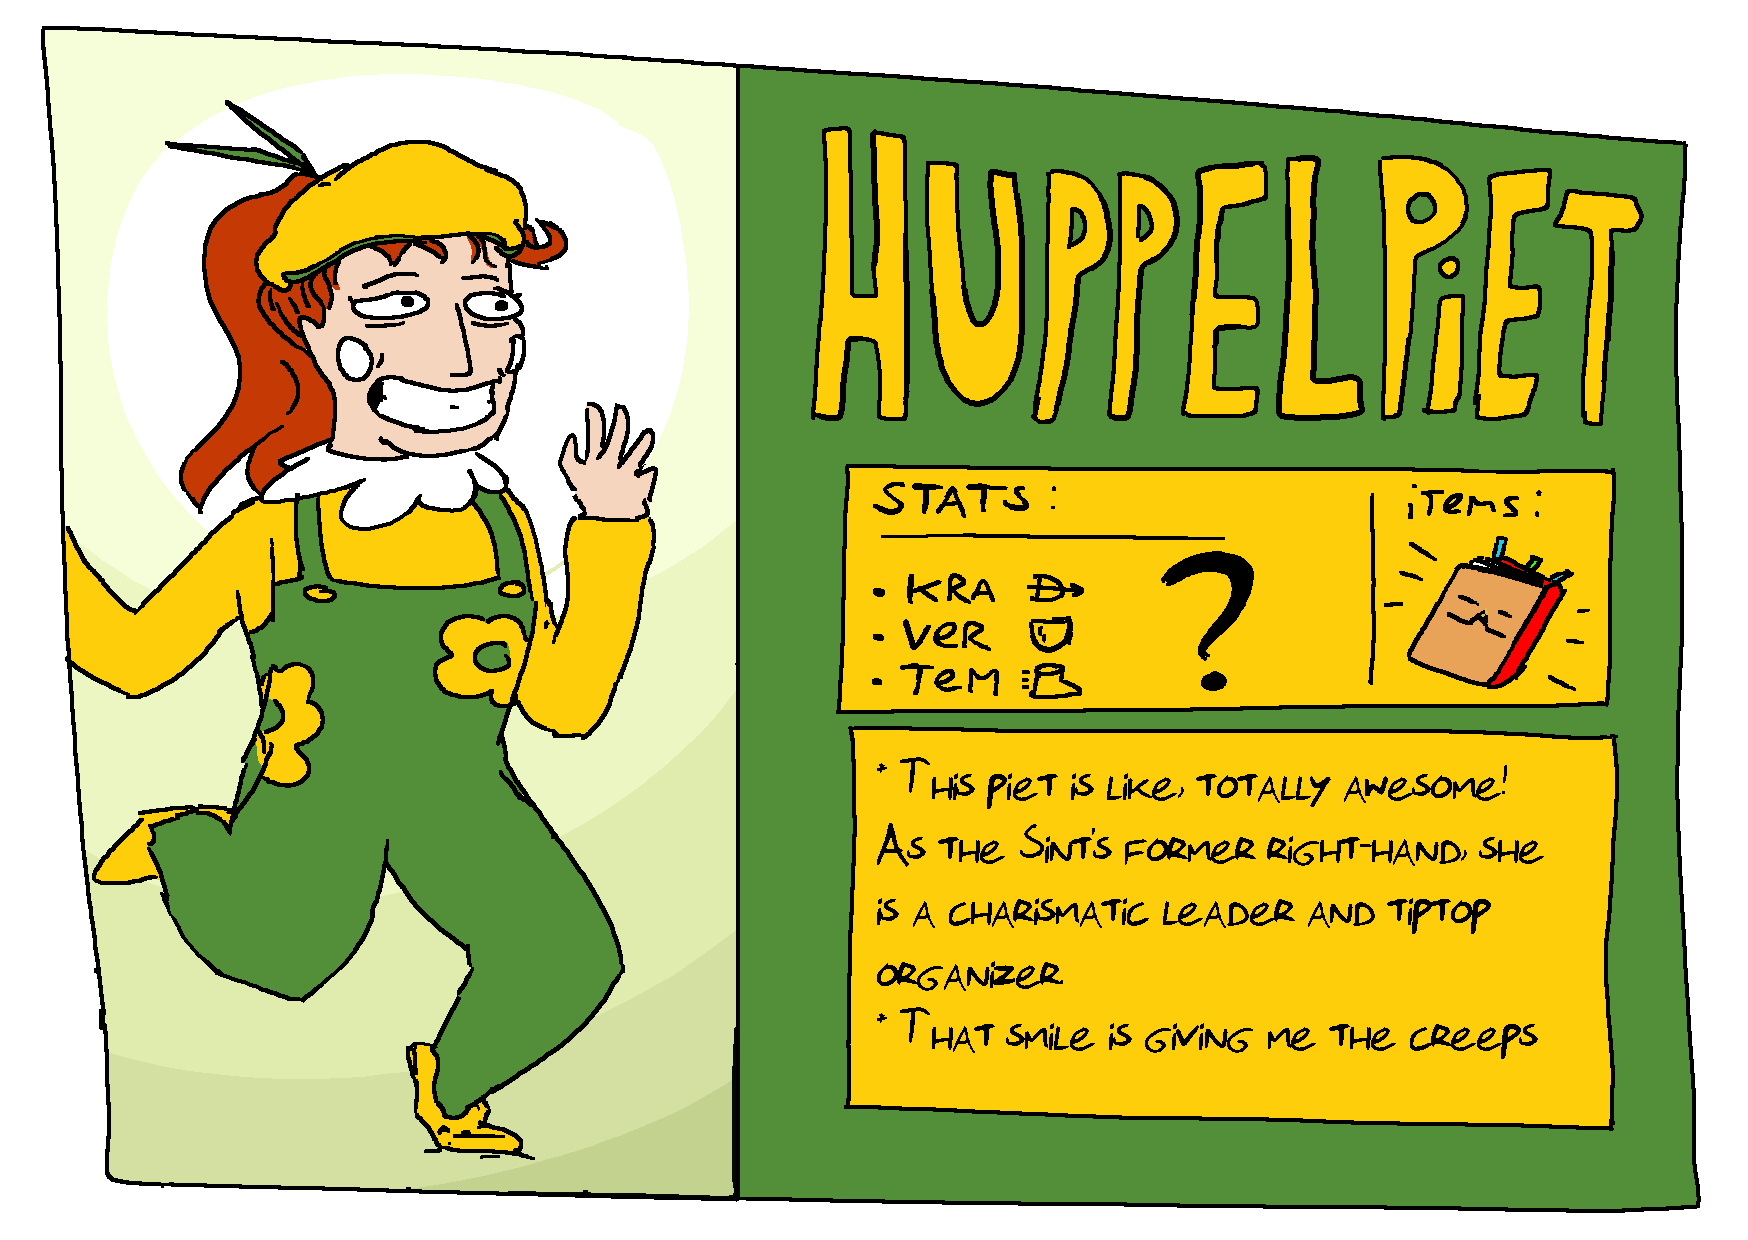 HUPPELPiET
STATS:
• KRA
• VeR
• TeM
?
iTeMs:
* This piet is like, totally awesome!
As the Sint's former right-hand, she
is a charismatic leader and tiptop
organizer.
* That smile is giving me the creeps